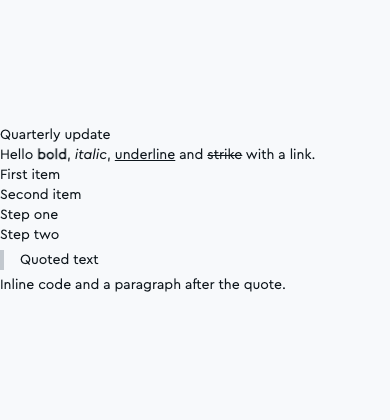 Quarterly update
Hello bold, italic, underline and strike with a link.
First item
Second item
Step one
Step two
Quoted text
Inline code and a paragraph after the quote.